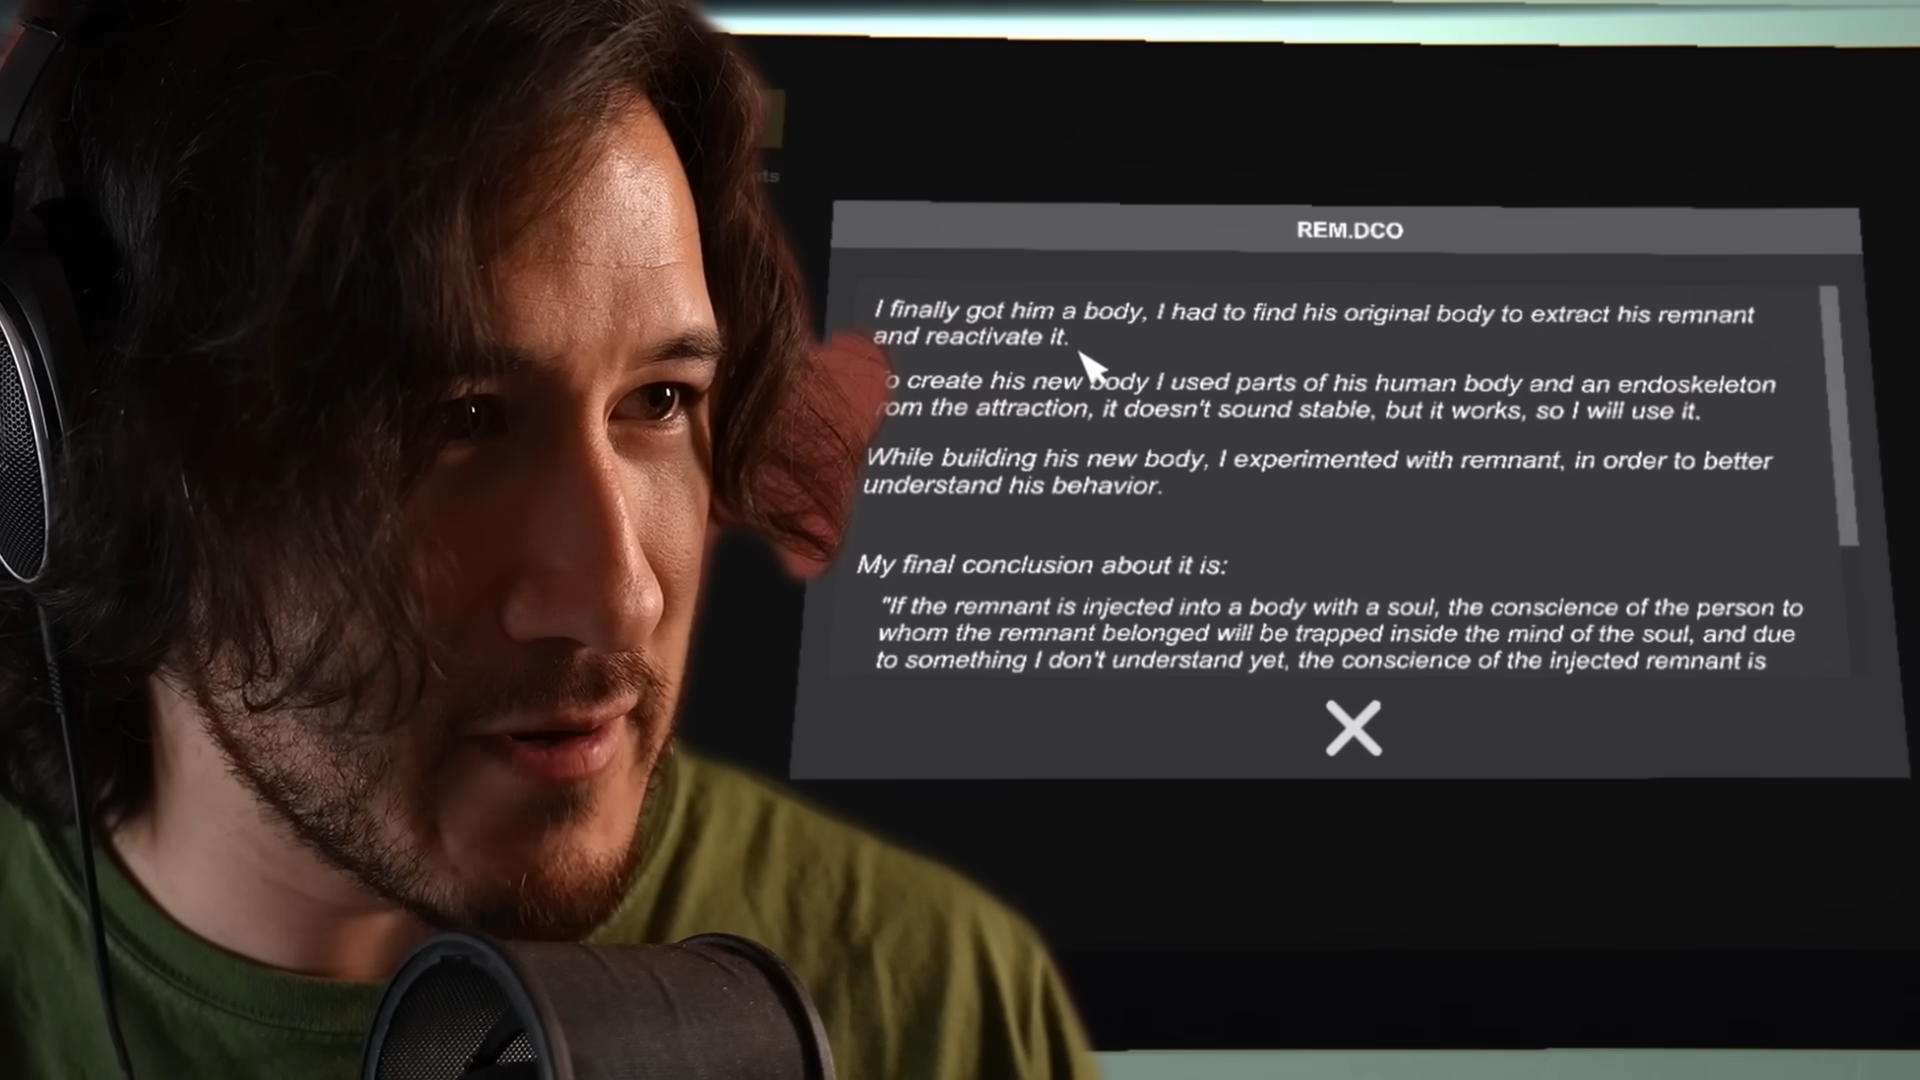 nts
REM.DCO
I finally got him a body, I had to find his original body to extract his remnant
and reactivate it.
o create his new body I used parts of his human body and an endoskeleton
rom the attraction, it doesn't sound stable, but it works, so I will use it.
While building his new body, I experimented with remnant, in order to better
understand his behavior.
My final conclusion about it is:
"If the remnant is injected into a body with a soul, the conscience of the person to
whom the remnant belonged will be trapped inside the mind of the soul, and due
to something I don't understand yet, the conscience of the injected remnant is